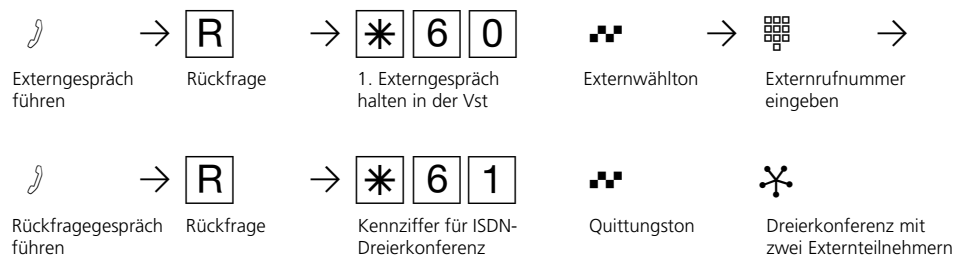 R * 6 0
Externgespräch Rückfrage 1. Externgespräch Externwählton Externrufnummer
führen halten in der Vst eingeben
R * 6 1
Rückfragegespräch Rückfrage Kennziffer für ISDN- Quittungston Dreierkonferenz mit
führen Dreierkonferenz zwei Externteilnehmern